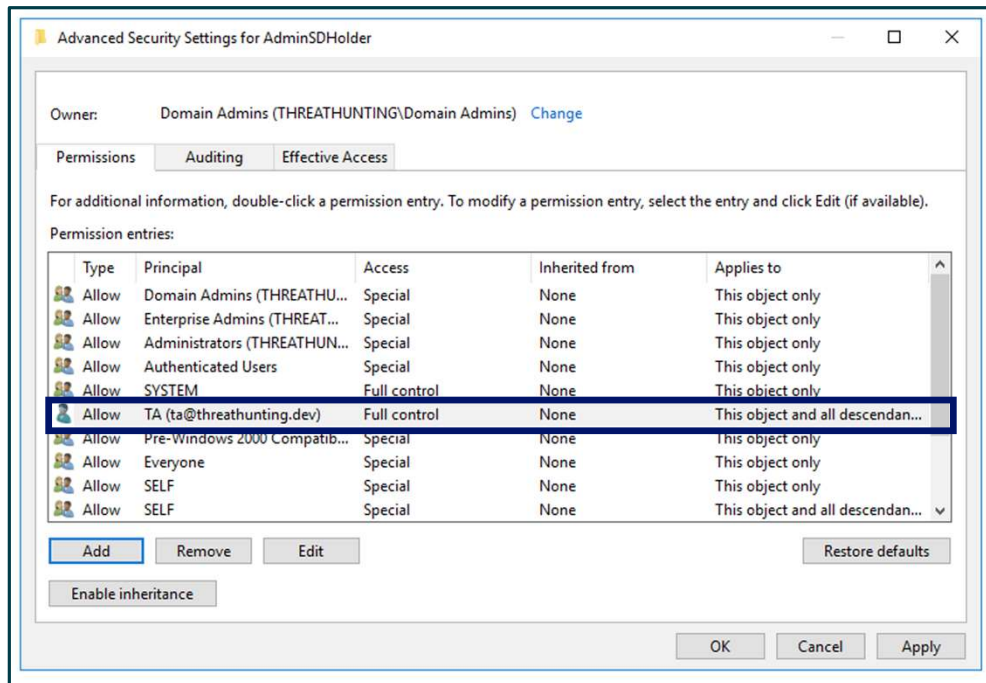 Advanced Security Settings for AdminSDHolder
Owner: Domain Admins (THREATHUNTING\Domain Admins) Change
Permissions Auditing Effective Access
For additional information, double-click a permission entry. To modify a permission entry, select the entry and click Edit (if available).
Permission entries:
Type Principal Access Inherited from Applies to
Allow Domain Admins (THREATHU... Special None This object only
Allow Enterprise Admins (THREAT... Special None This object only
Allow Administrators (THREATHUN... Special None This object only
Allow Authenticated Users Special None This object only
Allow SYSTEM Full control None This object only
Allow TA (ta@threathunting.dev) Full control None This object and all descendan...
Allow Pre-Windows 2000 Compatib... Special None This object only
Allow Everyone Special None This object only
Allow SELF Special None This object only
Allow SELF Special None This object and all descendan...
Add Remove Edit Restore defaults
Enable inheritance
OK Cancel Apply